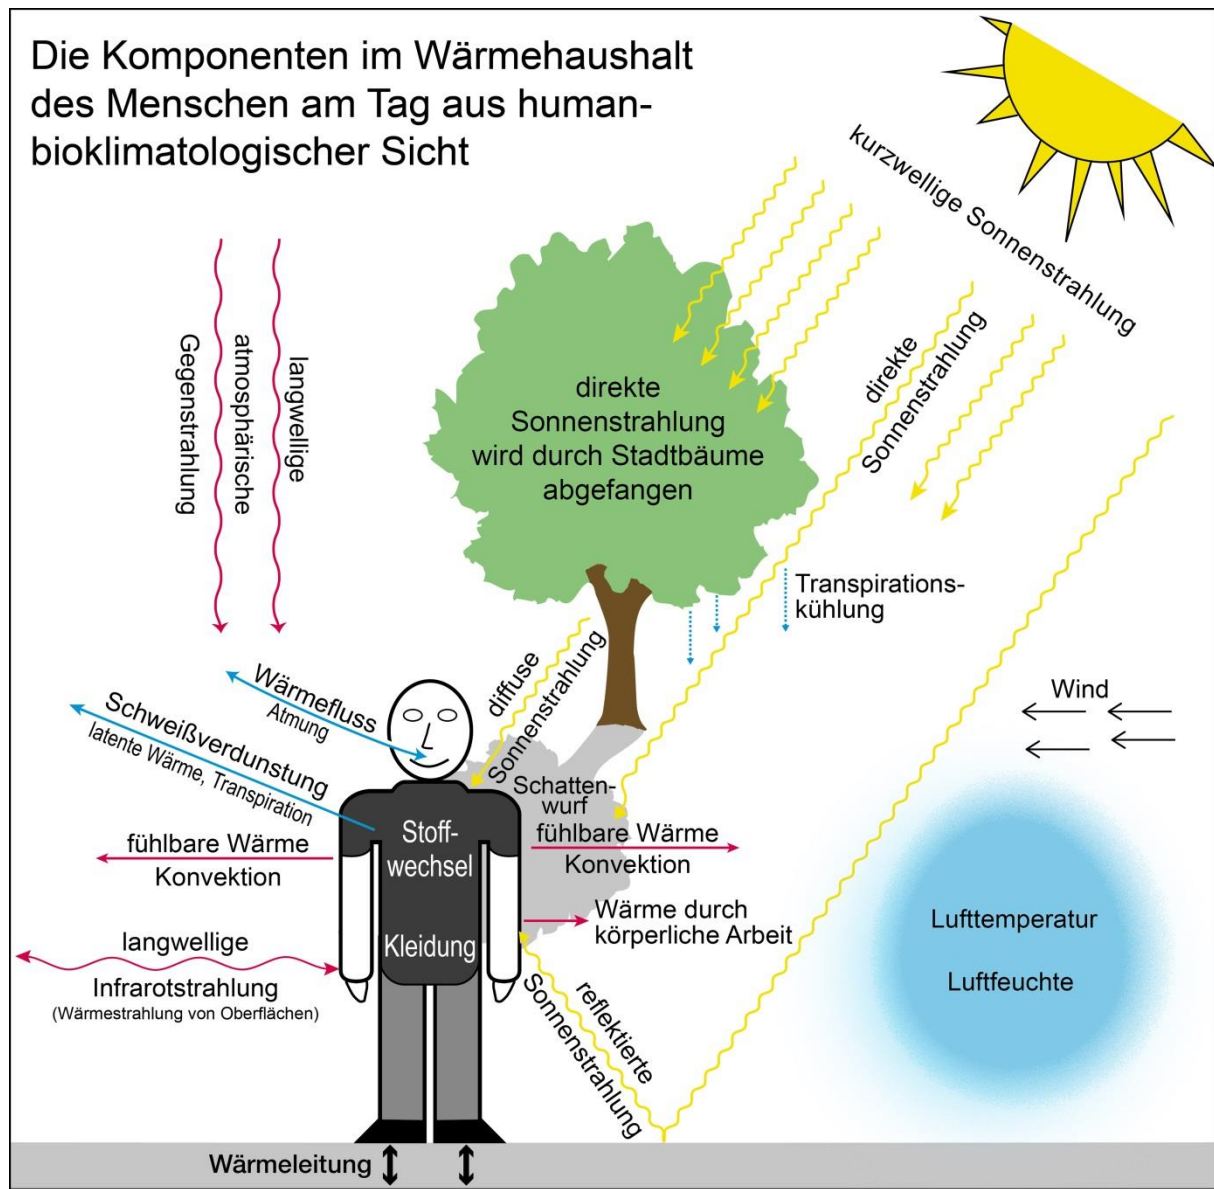 Die Komponenten im Wärmehaushalt
des Menschen am Tag aus human-
bioklimatologischer Sicht
kurzwellige Sonnenstrahlung
langwellige
atmosphärische
Gegenstrahlung
direkte
Sonnenstrahlung
wird durch Stadtbäume
abgefangen
direkte
Sonnenstrahlung
Transpirations-
kühlung
diffuse
Sonnenstrahlung
Wärmefluss
Atmung
Schweißverdunstung
latente Wärme, Transpiration
Wind
Schatten-
wurf
fühlbare Wärme
Konvektion
Stoff-
wechsel
Kleidung
fühlbare Wärme
Konvektion
Wärme durch
körperliche Arbeit
langwellige
Infrarotstrahlung
(Wärmestrahlung von Oberflächen)
reflektierte
Sonnenstrahlung
Lufttemperatur
Luftfeuchte
Wärmeleitung